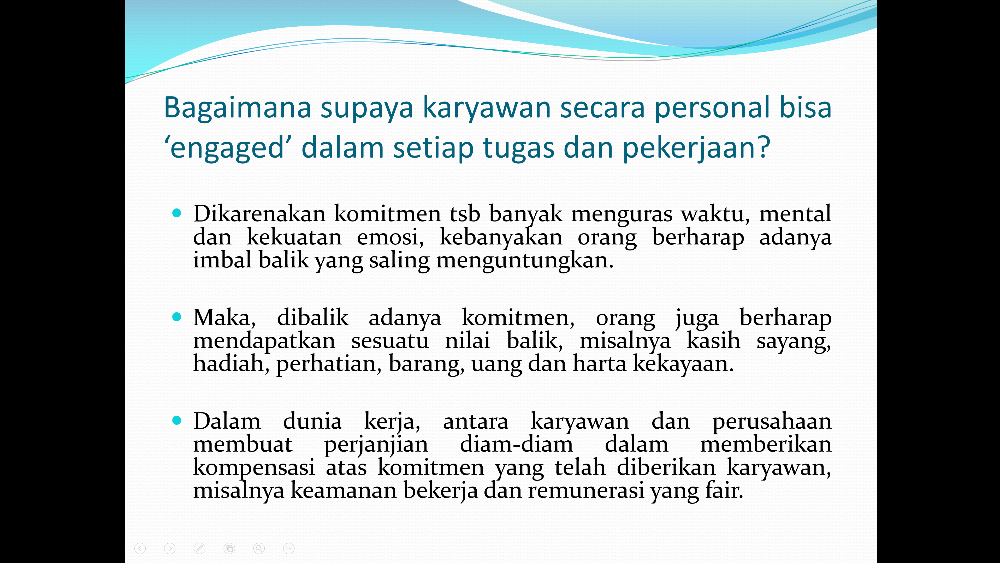 Bagaimana supaya karyawan secara personal bisa
‘engaged’ dalam setiap tugas dan pekerjaan?
Dikarenakan komitmen tsb banyak menguras waktu, mental
dan kekuatan emosi, kebanyakan orang berharap adanya
imbal balik yang saling menguntungkan.
Maka, dibalik adanya komitmen, orang juga berharap
mendapatkan sesuatu nilai balik, misalnya kasih sayang,
hadiah, perhatian, barang, uang dan harta kekayaan.
Dalam dunia kerja, antara karyawan dan perusahaan
membuat perjanjian diam-diam dalam memberikan
kompensasi atas komitmen yang telah diberikan karyawan,
misalnya keamanan bekerja dan remunerasi yang fair.